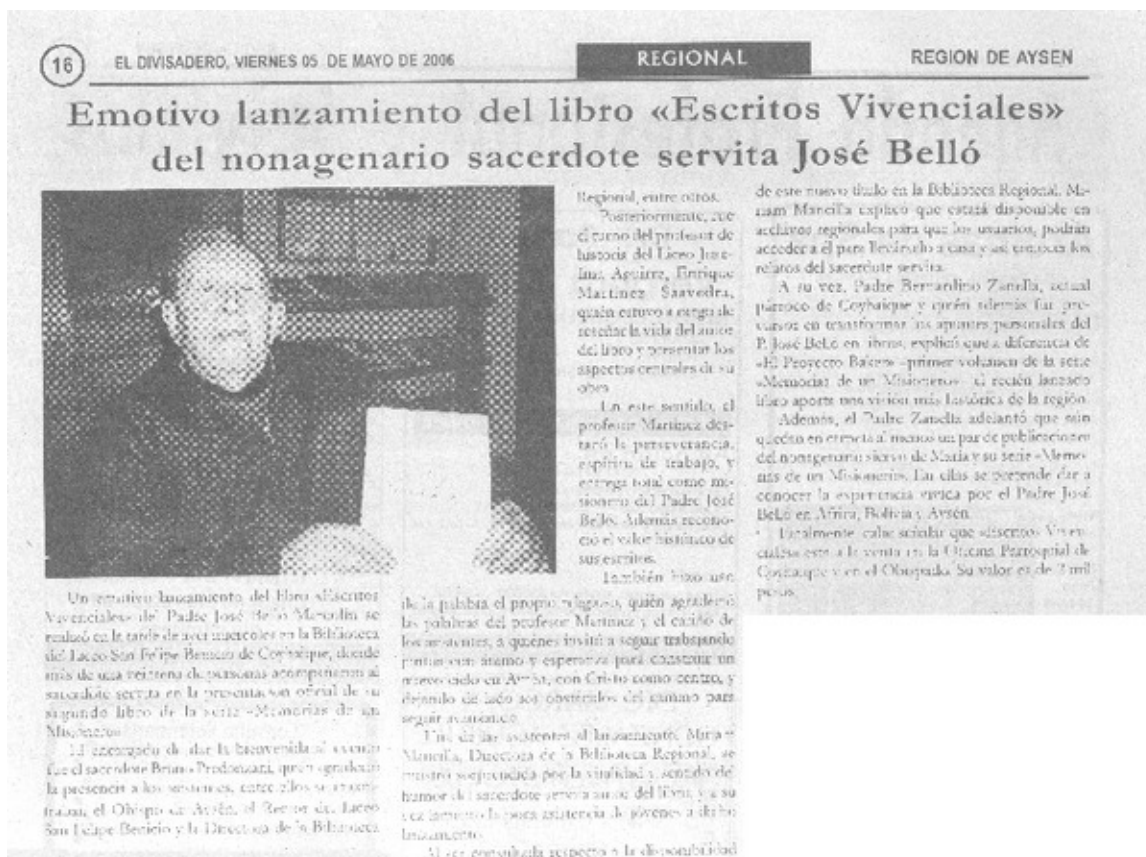 16
EL DIVISADERO, VIERNES 05 DE MAYO DE 2006
REGIONAL
REGION DE AYSEN
Emotivo lanzamiento del libro «Escritos Vivenciales»
del nonagenario sacerdote servita José Belló
Un emotivo lanzamiento del libro «Escritos
Vivenciales» del Padre José Belló se
realizó en la tarde de ayer miércoles en la Biblioteca
del Liceo San Felipe Benicio de Coyhaique, donde
más de una de personas acompañaron al
sacerdote servita en la presentación oficial de su
segundo libro de la serie «Memorias de un
Misionero»
El encargado de dar la bienvenida al evento
fue el sacerdote Bruno quien agradeció
la presencia a los asistentes, entre ellos se encon-
traban, el Obispo de Aysén, el Rector del Liceo
San Felipe Benicio y la Directora de la Biblioteca
Regional, entre otros.
Posteriormente, fue
el turno del profesor de
historia del Liceo Jose-
fina Aguirre, Enrique
Martínez Saavedra,
quién estuvo a cargo de
reseñar la vida del autor
del libro y presentar los
aspectos centrales de su
obra.
En este sentido, el
profesor Martínez des-
tacó la perseverancia,
espíritu de trabajo, y
entrega total como mi-
sionero del Padre José
Belló. Además recono-
ció el valor histórico de
sus escritos.
También hizo uso
de la palabra el propio religioso, quién agradeció
las palabras del profesor Martínez y el cariño de
los asistentes, a quiénes invitó a seguir trabajando
juntos con ánimo y esperanza para construir un
nuevo en Aysén, con Cristo como centro, y
dejando de lado los obstáculos del camino para
seguir avanzando.
Una de las asistentes al lanzamiento, Miriam
Mancilla, Directora de la Biblioteca Regional, se
mostró sorprendida por la vitalidad y sentido del
humor del sacerdote servita autor del libro, y a su
vez lamentó la poca asistencia de jóvenes a dicho
lanzamiento.
Al ser consultada respecto a la disponibilidad
de este nuevo título en la Biblioteca Regional,
Mancilla explicó que estará disponible en
archivos regionales para que los usuarios, podrán
acceder a él para llevárselo a casa y así conocer los
relatos del sacerdote servita.
A su vez, Padre Bernardino Zanella, actual
párroco de Coyhaique y quién además fue pre-
cursor en transformar los apuntes personales del
P. José Belló en libros, explicó que a diferencia de
«El Proyecto Baker» -primer volumen de la serie
«Memorias de un Misionero»- el recién lanzado
libro aporta una visión más histórica de la región.
Además, el Padre Zanella adelantó que aún
quedan en carpeta al menos un par de publicaciones
del nonagenario siervo de María y su serie «Memo-
rias de un Misionero». En ellas se pretende dar a
conocer la experiencia vivida por el Padre José
Belló en Africa, Bolivia y Aysén.
Finalmente, cabe señalar que «Escritos Viven-
ciales» está a la venta en la Oficina Parroquial de
Coyhaique y en el Obispado. Su valor es de mil
pesos.